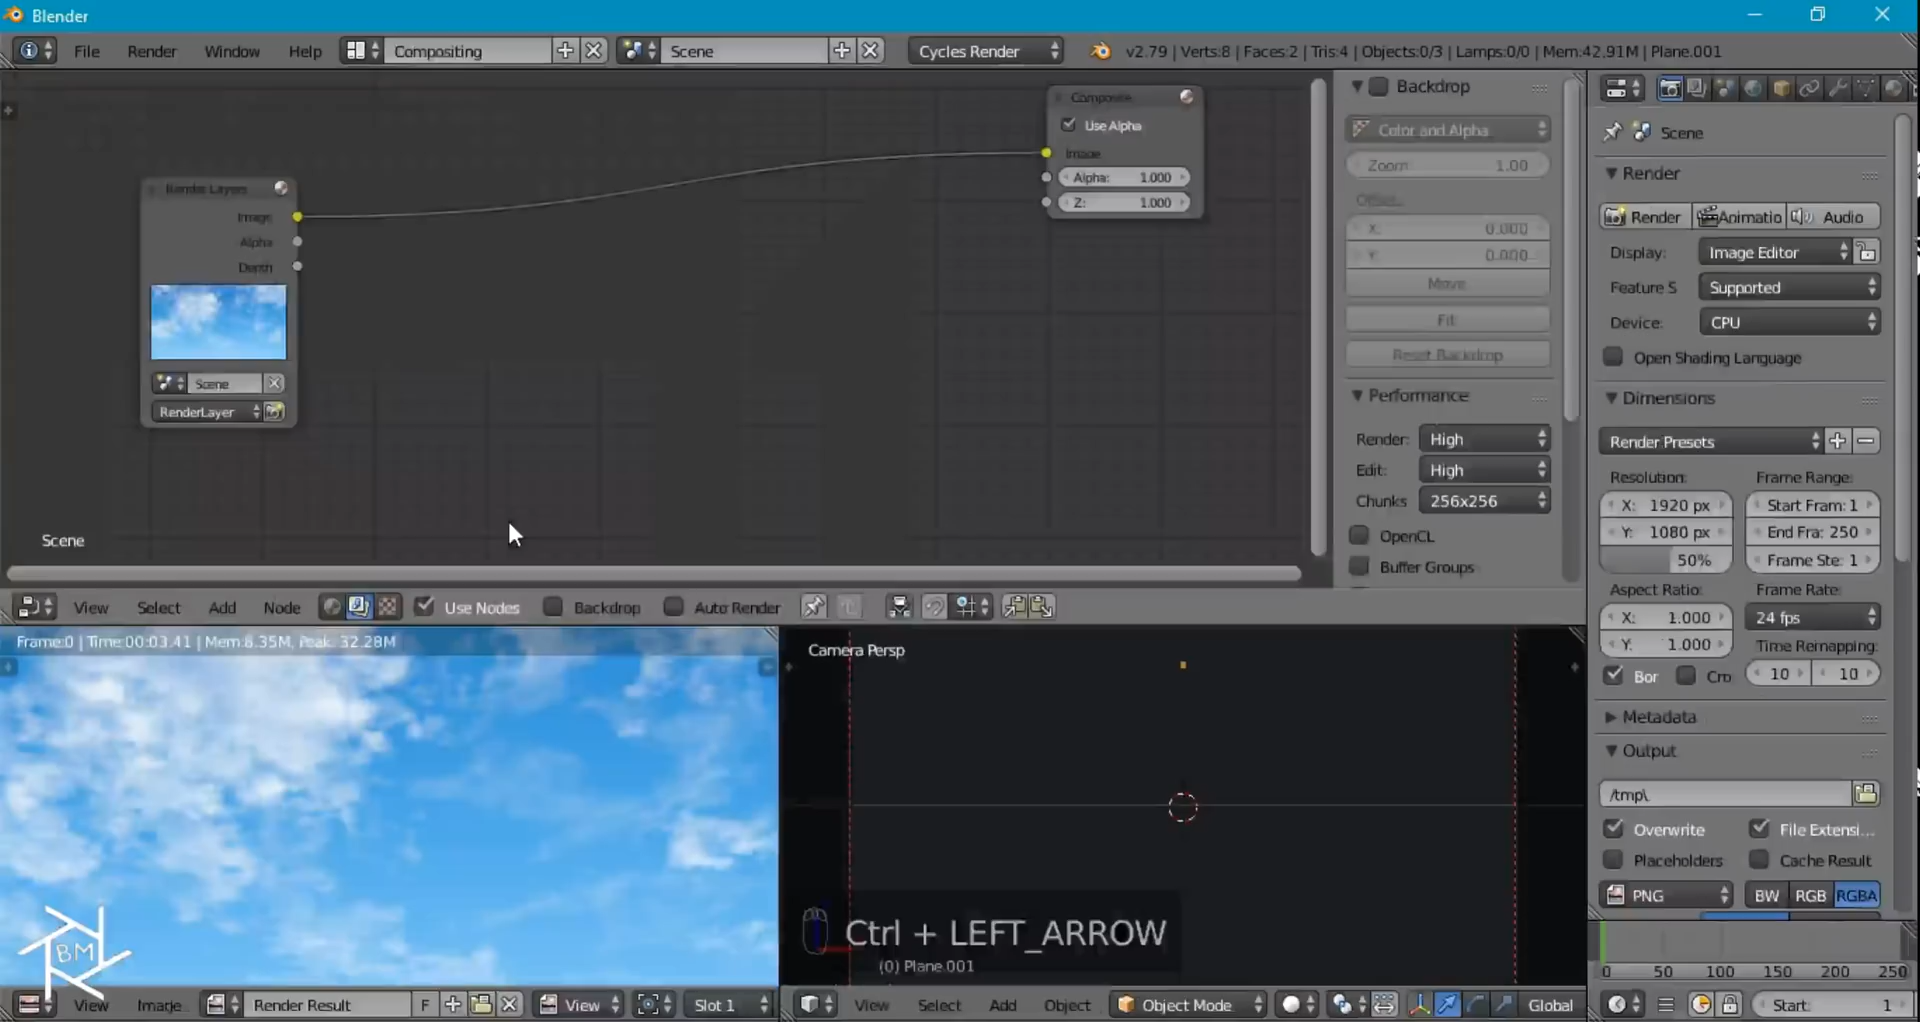 Blender
File Render Window Help Compositing Scene Cycles Render v2.79 | Verts:8 | Faces:2 | Tris:4 | Objects:0/3 | Lamps:0/0 | Mem:42.91M | Plane.001
Composite
Use Alpha
Image
Alpha: 1.000
Z: 1.000
Render Layers
Image
Alpha
Depth
Scene
RenderLayer
Scene
Backdrop
Color and Alpha
Zoom: 1.00
Offset:
X: 0.000
Y: 0.000
Move
Fit
Reset Backdrop
Performance
Render: High
Edit: High
Chunks 256x256
OpenCL
Buffer Groups
View Select Add Node Use Nodes Backdrop Auto Render
Scene
Render
Render Animatio Audio
Display: Image Editor
Feature S Supported
Device: CPU
Open Shading Language
Dimensions
Render Presets
Resolution: Frame Range:
X: 1920 px Start Fram: 1
Y: 1080 px End Fra: 250
50% Frame Ste: 1
Aspect Ratio: Frame Rate:
X: 1.000 24 fps
Y: 1.000 Time Remapping:
Bor Cro 10 10
Metadata
Output
/tmp\
Overwrite File Extensi...
Placeholders Cache Result
PNG BW RGB RGBA
Frame:0 | Time:00:03.41 | Mem:8.35M, Peak: 32.28M
BM
View Image Render Result F View Slot 1
Camera Persp
Ctrl + LEFT_ARROW
(0) Plane.001
View Select Add Object Object Mode Global
0 50 100 150 200 250
Start: 1